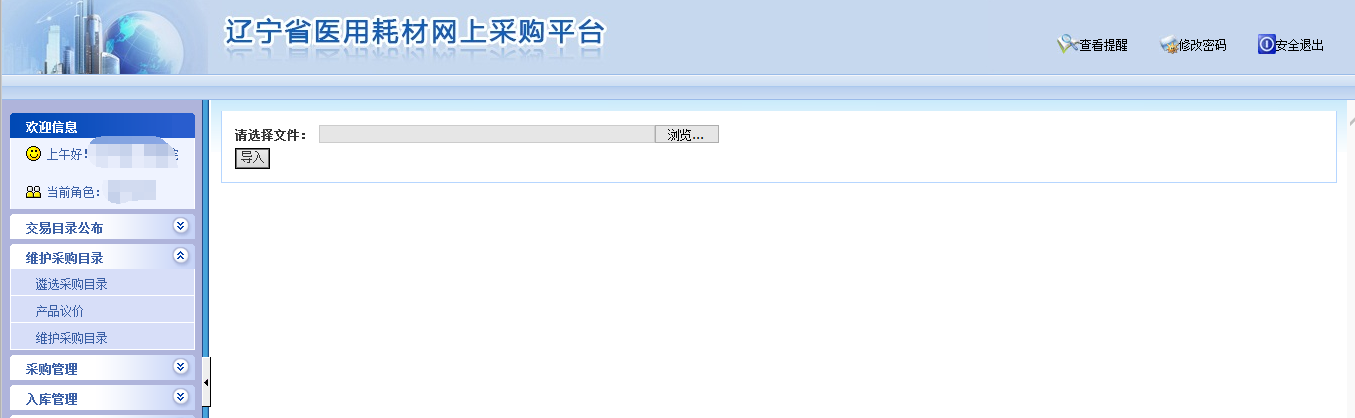 辽宁省医用耗材网上采购平台
查看提醒 修改密码 安全退出
欢迎信息
上午好!
当前角色:
交易目录公布
维护采购目录
遴选采购目录
产品议价
维护采购目录
采购管理
入库管理
请选择文件: 浏览...
导入